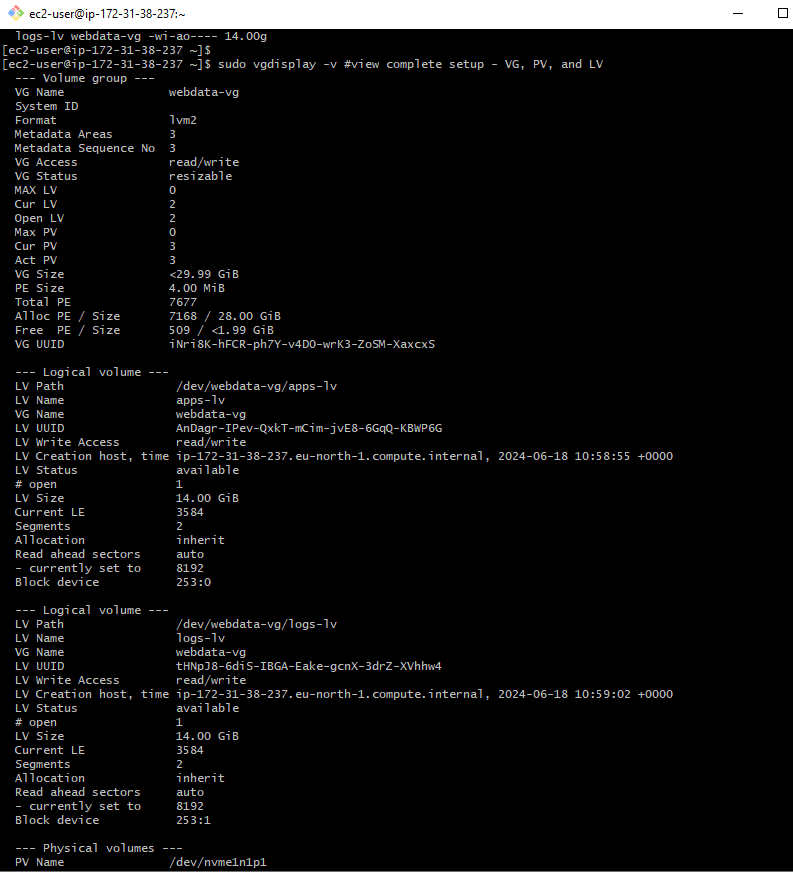 ec2-user@ip-172-31-38-237:~
logs-lv webdata-vg -wi-ao---- 14.00g
[ec2-user@ip-172-31-38-237 ~]$
[ec2-user@ip-172-31-38-237 ~]$ sudo vgdisplay -v #view complete setup - VG, PV, and LV
--- Volume group ---
VG Name webdata-vg
System ID
Format lvm2
Metadata Areas 3
Metadata Sequence No 3
VG Access read/write
VG Status resizable
MAX LV 0
Cur LV 2
Open LV 2
Max PV 0
Cur PV 3
Act PV 3
VG Size <29.99 GiB
PE Size 4.00 MiB
Total PE 7677
Alloc PE / Size 7168 / 28.00 GiB
Free PE / Size 509 / <1.99 GiB
VG UUID iNri8K-hFCR-ph7Y-v4DO-wrK3-ZoSM-XaxcxS
--- Logical volume ---
LV Path /dev/webdata-vg/apps-lv
LV Name apps-lv
VG Name webdata-vg
LV UUID AnDagr-IPev-QxkT-mCim-jvE8-6GqQ-KBWP6G
LV Write Access read/write
LV Creation host, time ip-172-31-38-237.eu-north-1.compute.internal, 2024-06-18 10:58:55 +0000
LV Status available
# open 1
LV Size 14.00 GiB
Current LE 3584
Segments 2
Allocation inherit
Read ahead sectors auto
- currently set to 8192
Block device 253:0
--- Logical volume ---
LV Path /dev/webdata-vg/logs-lv
LV Name logs-lv
VG Name webdata-vg
LV UUID tHNpJ8-6diS-IBGA-Eake-gcnX-3drZ-XVhhw4
LV Write Access read/write
LV Creation host, time ip-172-31-38-237.eu-north-1.compute.internal, 2024-06-18 10:59:02 +0000
LV Status available
# open 1
LV Size 14.00 GiB
Current LE 3584
Segments 2
Allocation inherit
Read ahead sectors auto
- currently set to 8192
Block device 253:1
--- Physical volumes ---
PV Name /dev/nvme1n1p1